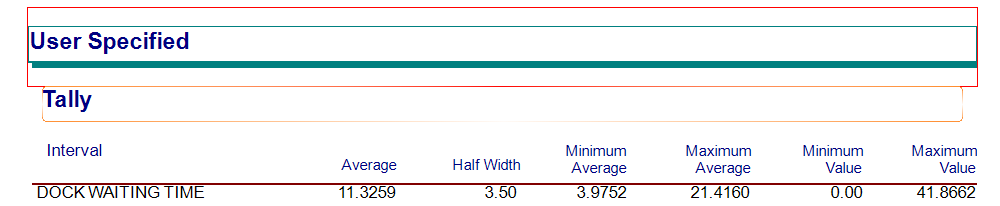 User Specified
Tally
Interval Average Half Width Minimum Average Maximum Average Minimum Value Maximum Value
DOCK WAITING TIME 11.3259 3.50 3.9752 21.4160 0.00 41.8662